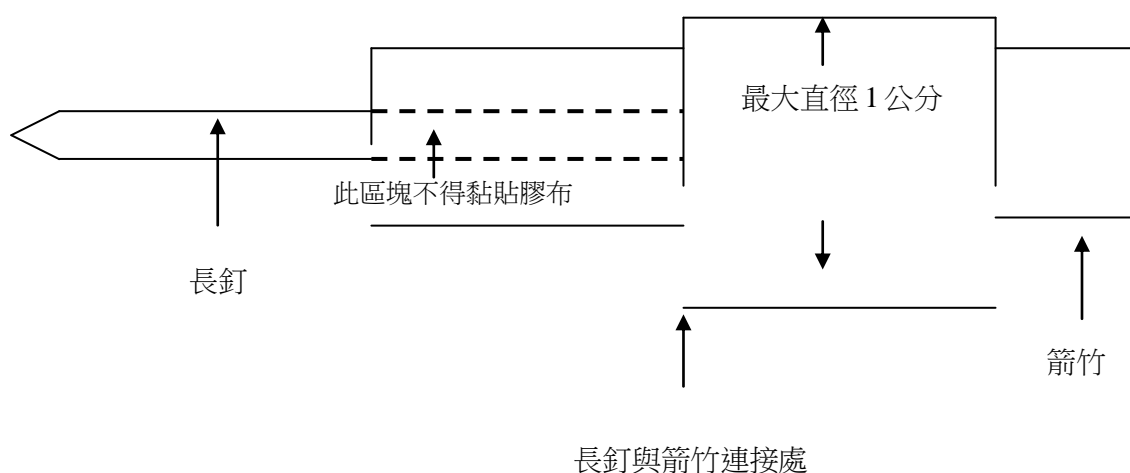 最大直徑 1 公分
此區塊不得黏貼膠布
長釘
箭竹
長釘與箭竹連接處